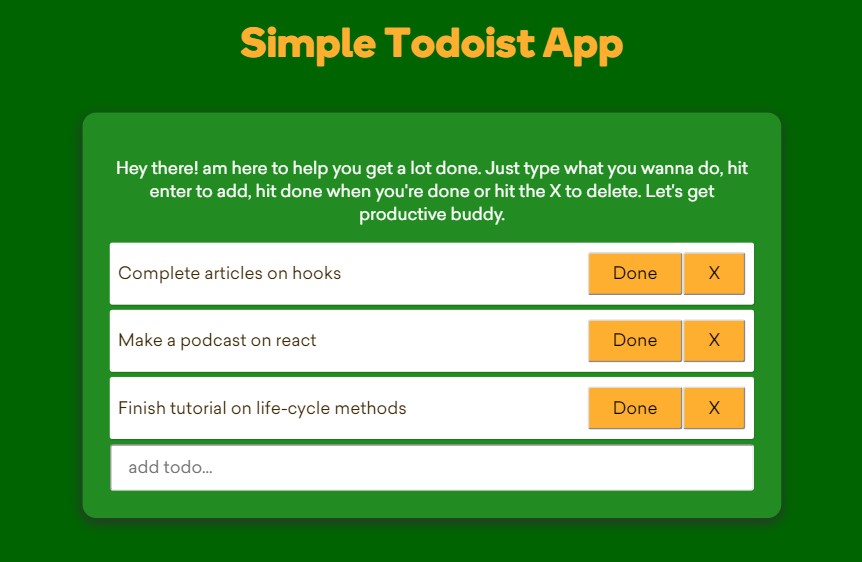 Simple Todoist App
Hey there! am here to help you get a lot done. Just type what you wanna do, hit
enter to add, hit done when you're done or hit the X to delete. Let's get
productive buddy.
Complete articles on hooks Done X
Make a podcast on react Done X
Finish tutorial on life-cycle methods Done X
add todo...